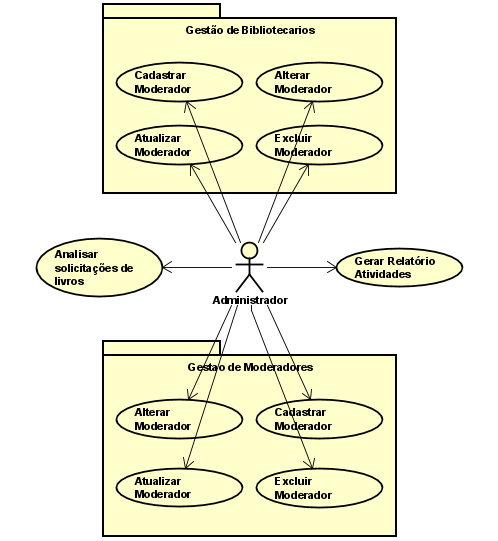 Gestão de Bibliotecarios
Cadastrar
Moderador
Alterar
Moderador
Atualizar
Moderador
Excluir
Moderador
Analisar
solicitações de
livros
Gerar Relatório
Atividades
Administrador
Gestao de Moderadores
Alterar
Moderador
Cadastrar
Moderador
Atualizar
Moderador
Excluir
Moderador